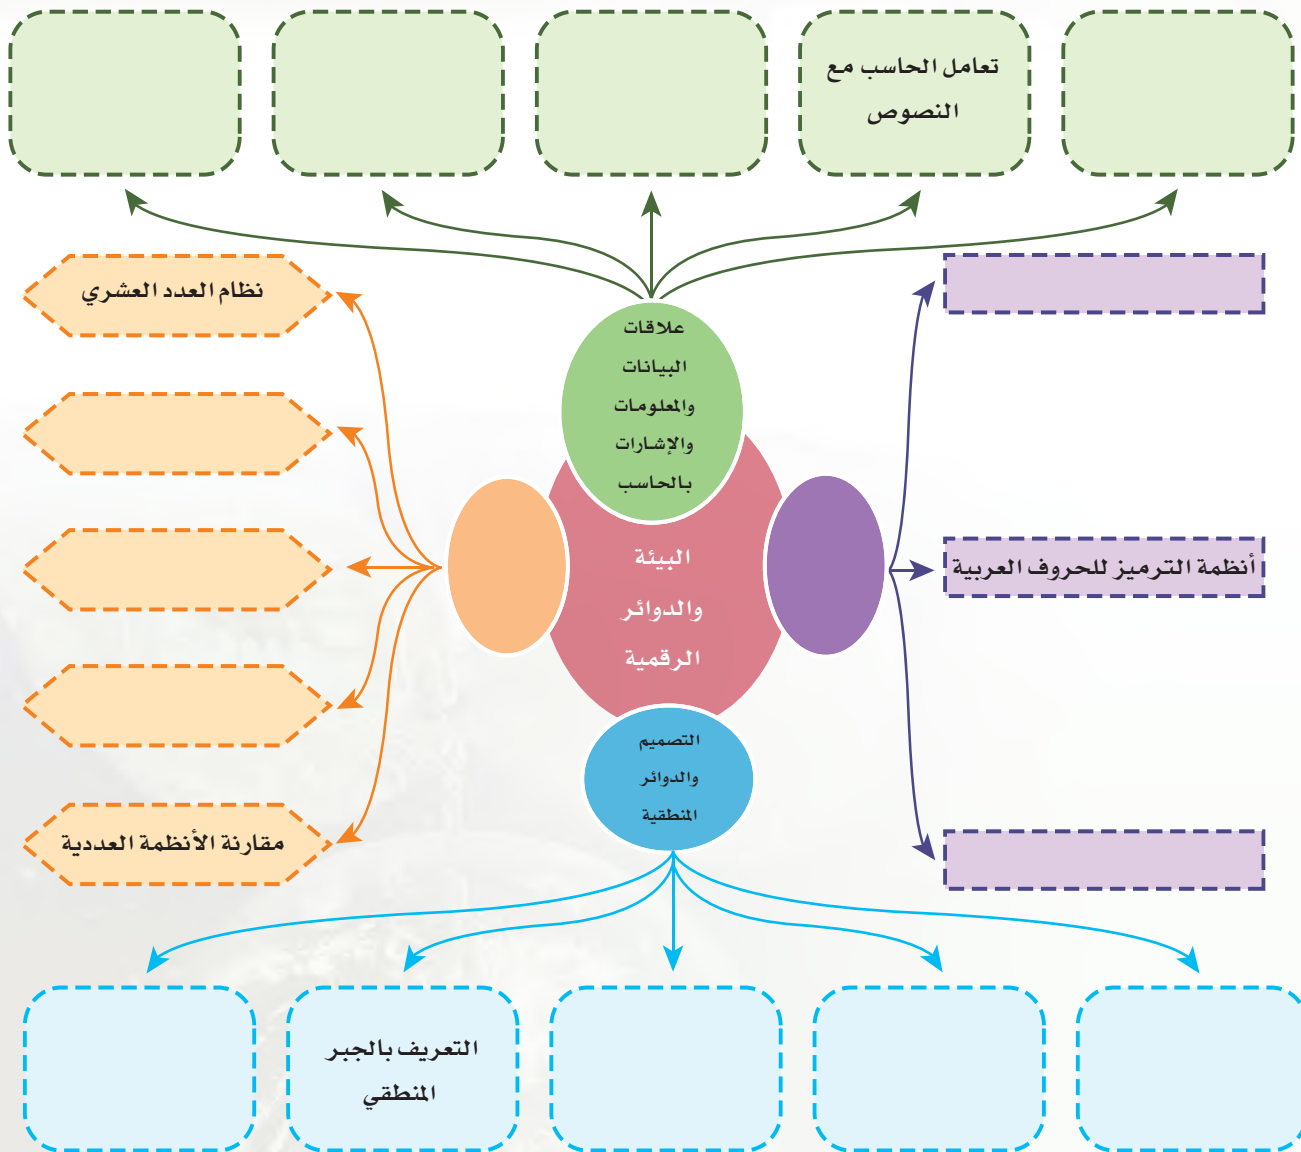 تعامل الحاسب مع
النصوص
نظام العدد العشري
علاقات
البيانات
والمعلومات
والإشارات
بالحاسب
البيئة
والدوائر
الرقمية
أنظمة الترميز للحروف العربية
التصميم
والدوائر
المنطقية
مقارنة الأنظمة العددية
التعريف بالجبر
المنطقي